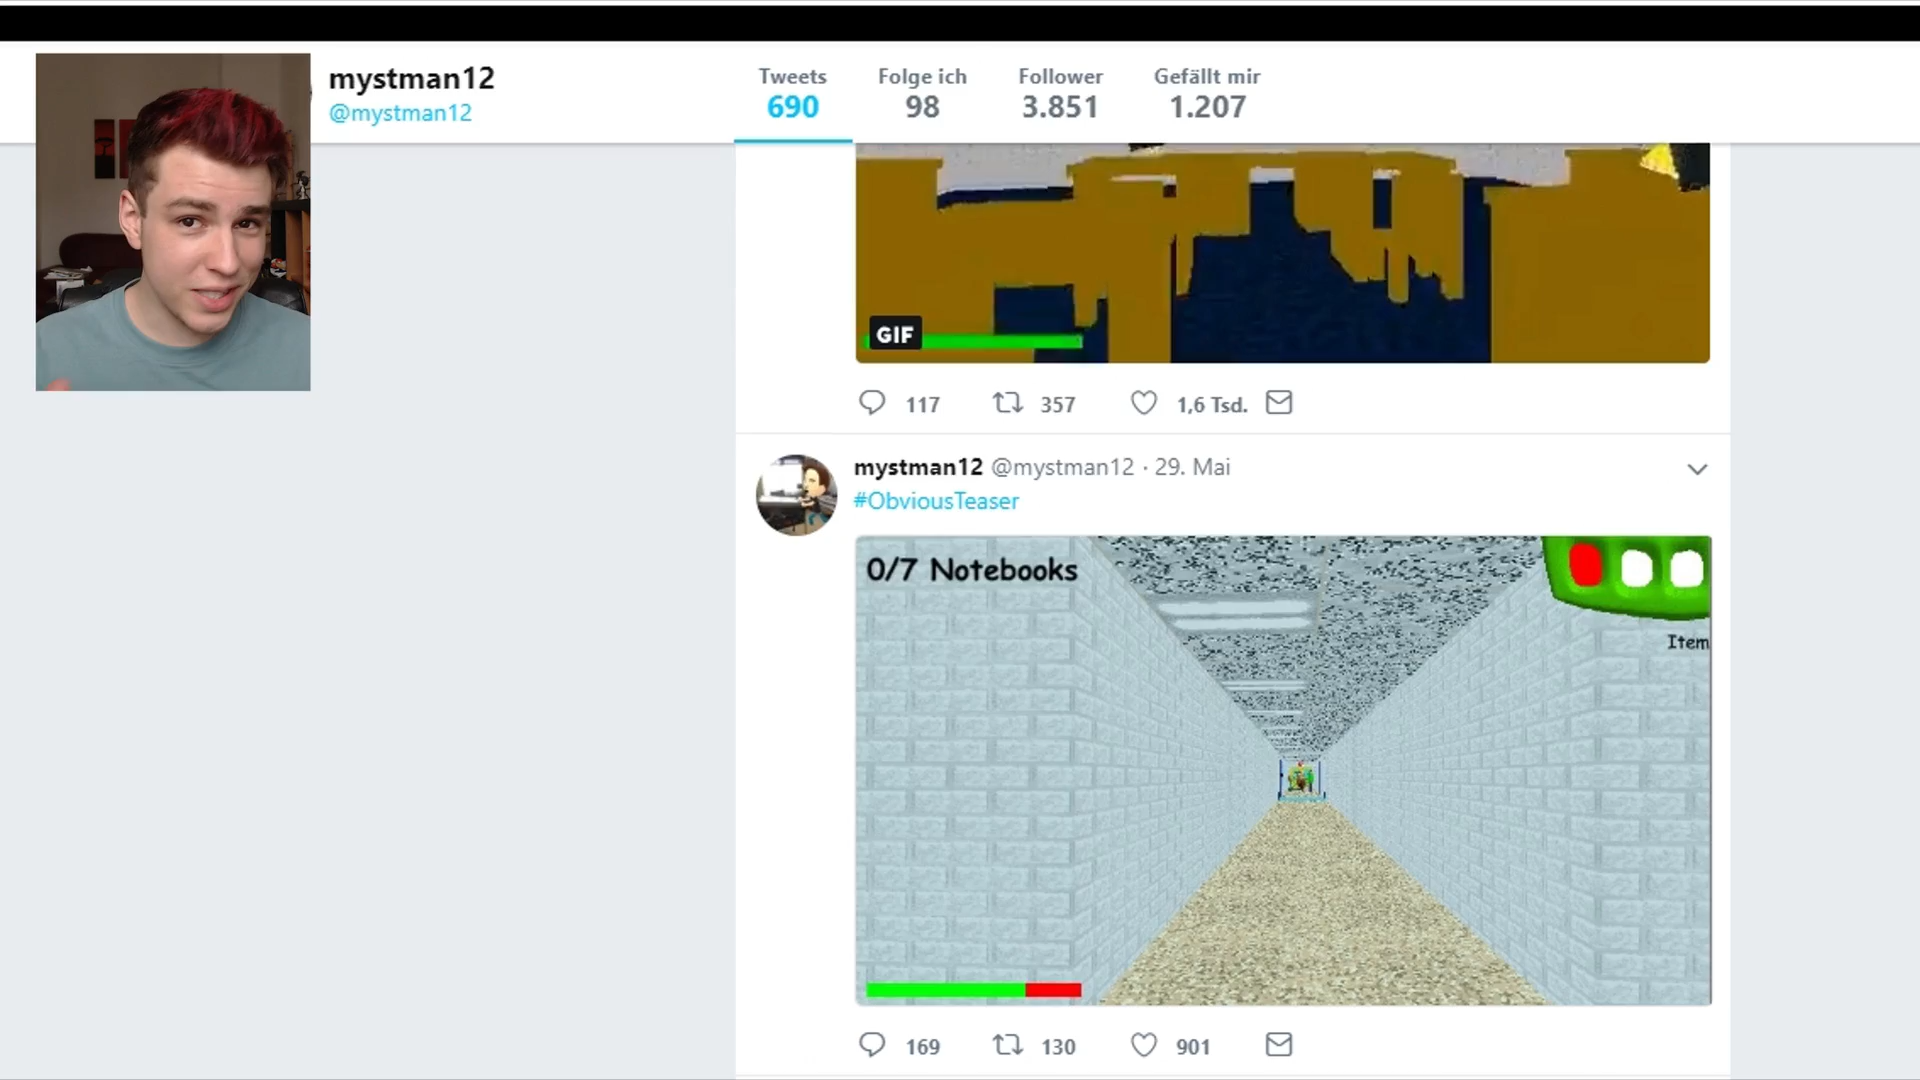 mystman12
@mystman12
Tweets Folge ich Follower Gefällt mir
690 98 3.851 1.207
GIF
117 357 1,6 Tsd.
mystman12 @mystman12 · 29. Mai
#ObviousTeaser
0/7 Notebooks
Item
169 130 901